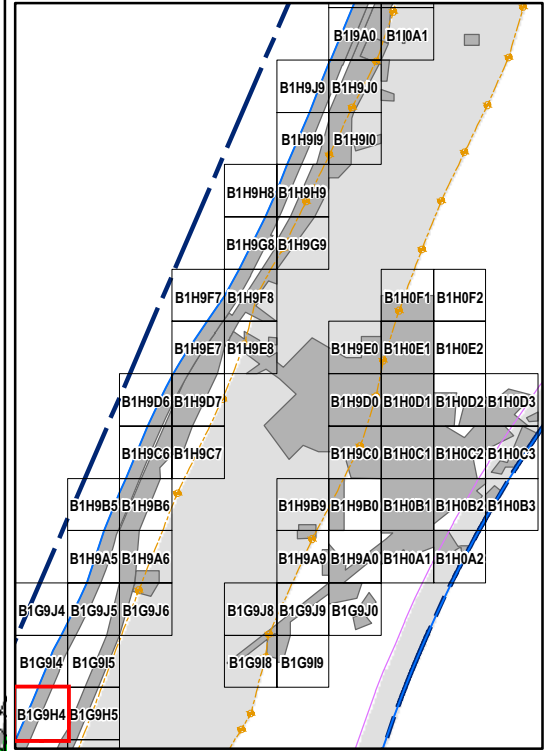 B1I9A0 B1I0A1
B1H9J9 B1H9J0
B1H9I9 B1H9I0
B1H9H8 B1H9H9
B1H9G8 B1H9G9
B1H9F7 B1H9F8 B1H0F1 B1H0F2
B1H9E7 B1H9E8 B1H9E0 B1H0E1 B1H0E2
B1H9D6 B1H9D7 B1H9D0 B1H0D1 B1H0D2 B1H0D3
B1H9C6 B1H9C7 B1H9C0 B1H0C1 B1H0C2 B1H0C3
B1H9B5 B1H9B6 B1H9B9 B1H9B0 B1H0B1 B1H0B2 B1H0B3
B1H9A5 B1H9A6 B1H9A9 B1H9A0 B1H0A1 B1H0A2
B1G9J4 B1G9J5 B1G9J6 B1G9J8 B1G9J9 B1G9J0
B1G9I4 B1G9I5 B1G9I8 B1G9I9
B1G9H4 B1G9H5